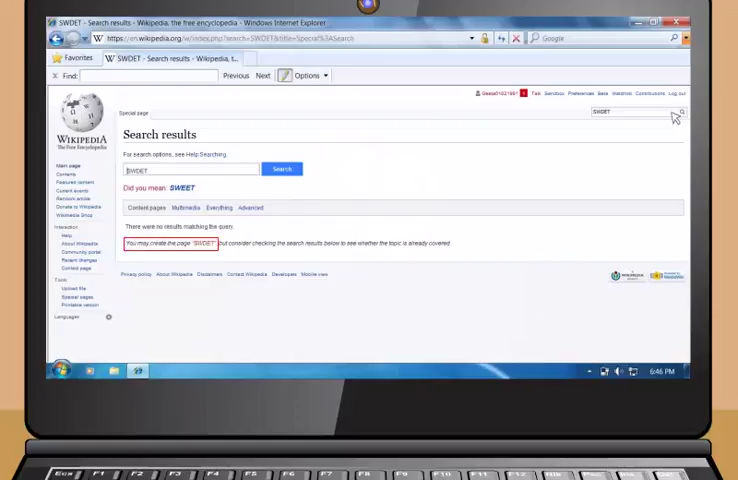 SWDET - Search results - Wikipedia, the free encyclopedia - Windows Internet Explorer
https://en.wikipedia.org/w/index.php?search=SWDET&title=Special%3ASearch
Google
Favorites
SWDET - Search results - Wikipedia, t...
Find:
Previous Next Options
Talk Sandbox Preferences Beta Watchlist Contributions Log out
Special page
SWDET
WIKIPEDIA
The Free Encyclopedia
Search results
For search options, see Help:Searching.
SWDET
Search
Did you mean: SWEET
Content pages Multimedia Everything Advanced
There were no results matching the query.
You may create the page "SWDET" but consider checking the search results below to see whether the topic is already covered
Main page
Contents
Featured content
Current events
Random article
Donate to Wikipedia
Wikimedia Shop
Interaction
Help
About Wikipedia
Community portal
Recent changes
Contact page
Tools
Upload file
Special pages
Printable version
Languages
Privacy policy About Wikipedia Disclaimers Contact Wikipedia Developers Mobile view
6:46 PM
F1 F2 F3 F4 F5 F6 F7 F8 F9 F10 F11 F12